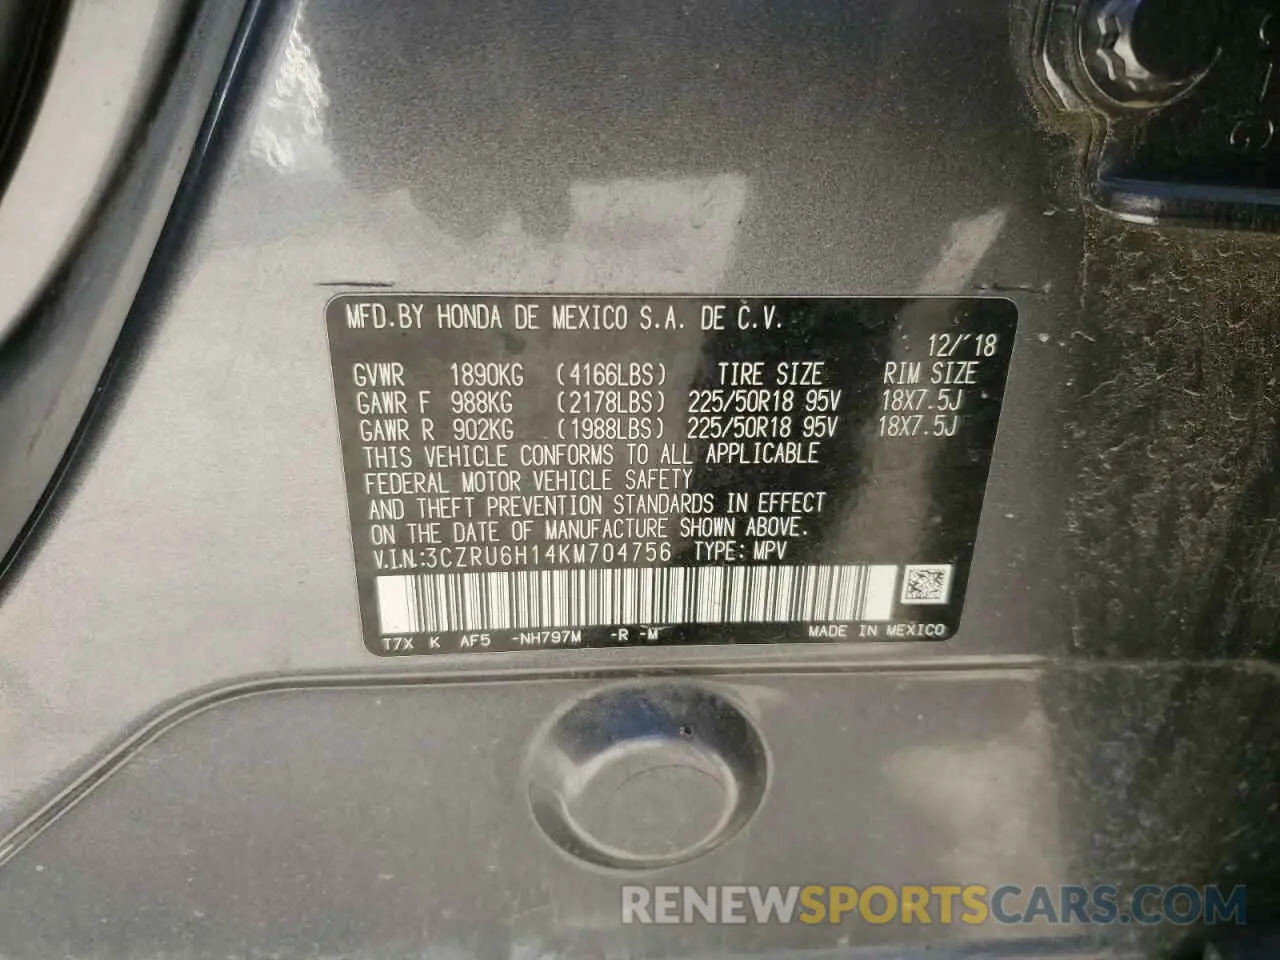 MFD.BY HONDA DE MEXICO S.A. DE C.V.
12/'18
GVWR 1890KG (4166LBS) TIRE SIZE RIM SIZE
GAWR F 988KG (2178LBS) 225/50R18 95V 18X7.5J
GAWR R 902KG (1988LBS) 225/50R18 95V 18X7.5J
THIS VEHICLE CONFORMS TO ALL APPLICABLE
FEDERAL MOTOR VEHICLE SAFETY
AND THEFT PREVENTION STANDARDS IN EFFECT
ON THE DATE OF MANUFACTURE SHOWN ABOVE.
V.I.N.:3CZRU6H14KM704756 TYPE: MPV
T7X K AF5 -NH797M -R -M MADE IN MEXICO
RENEWSPORTSCARS.COM